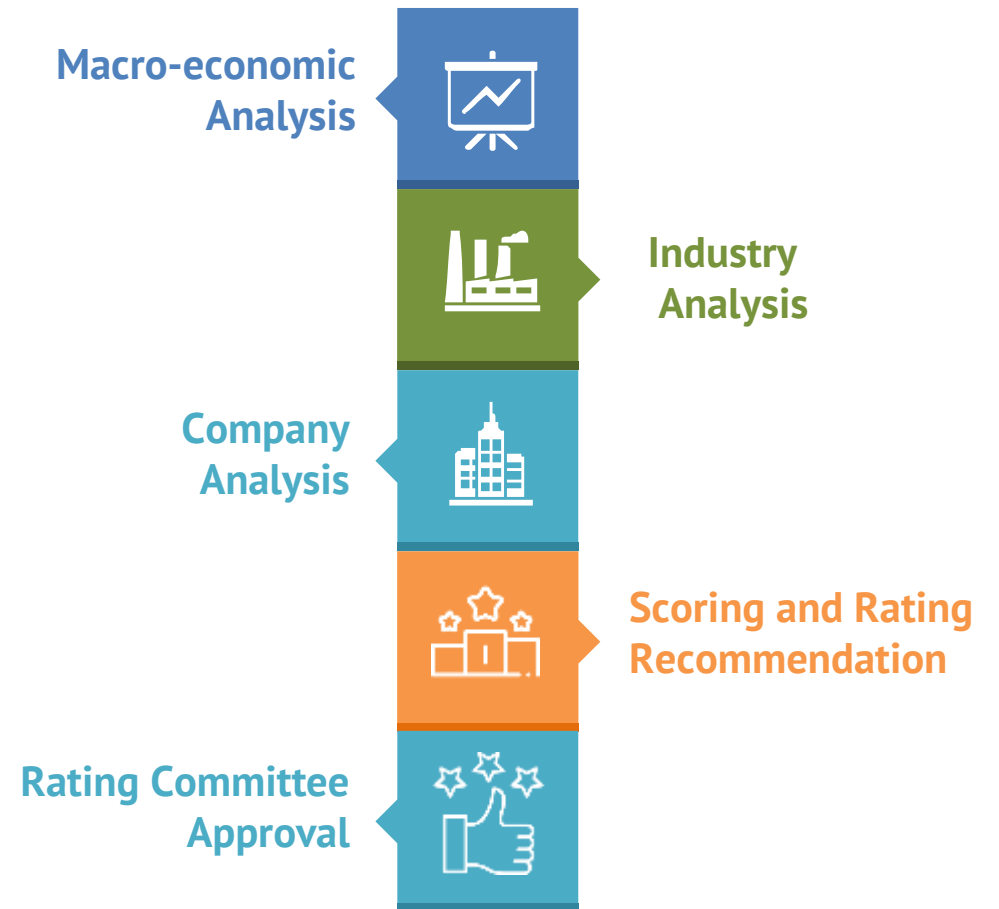 Macro-economic
Analysis
Industry
Analysis
Company
Analysis
Scoring and Rating
Recommendation
Rating Committee
Approval